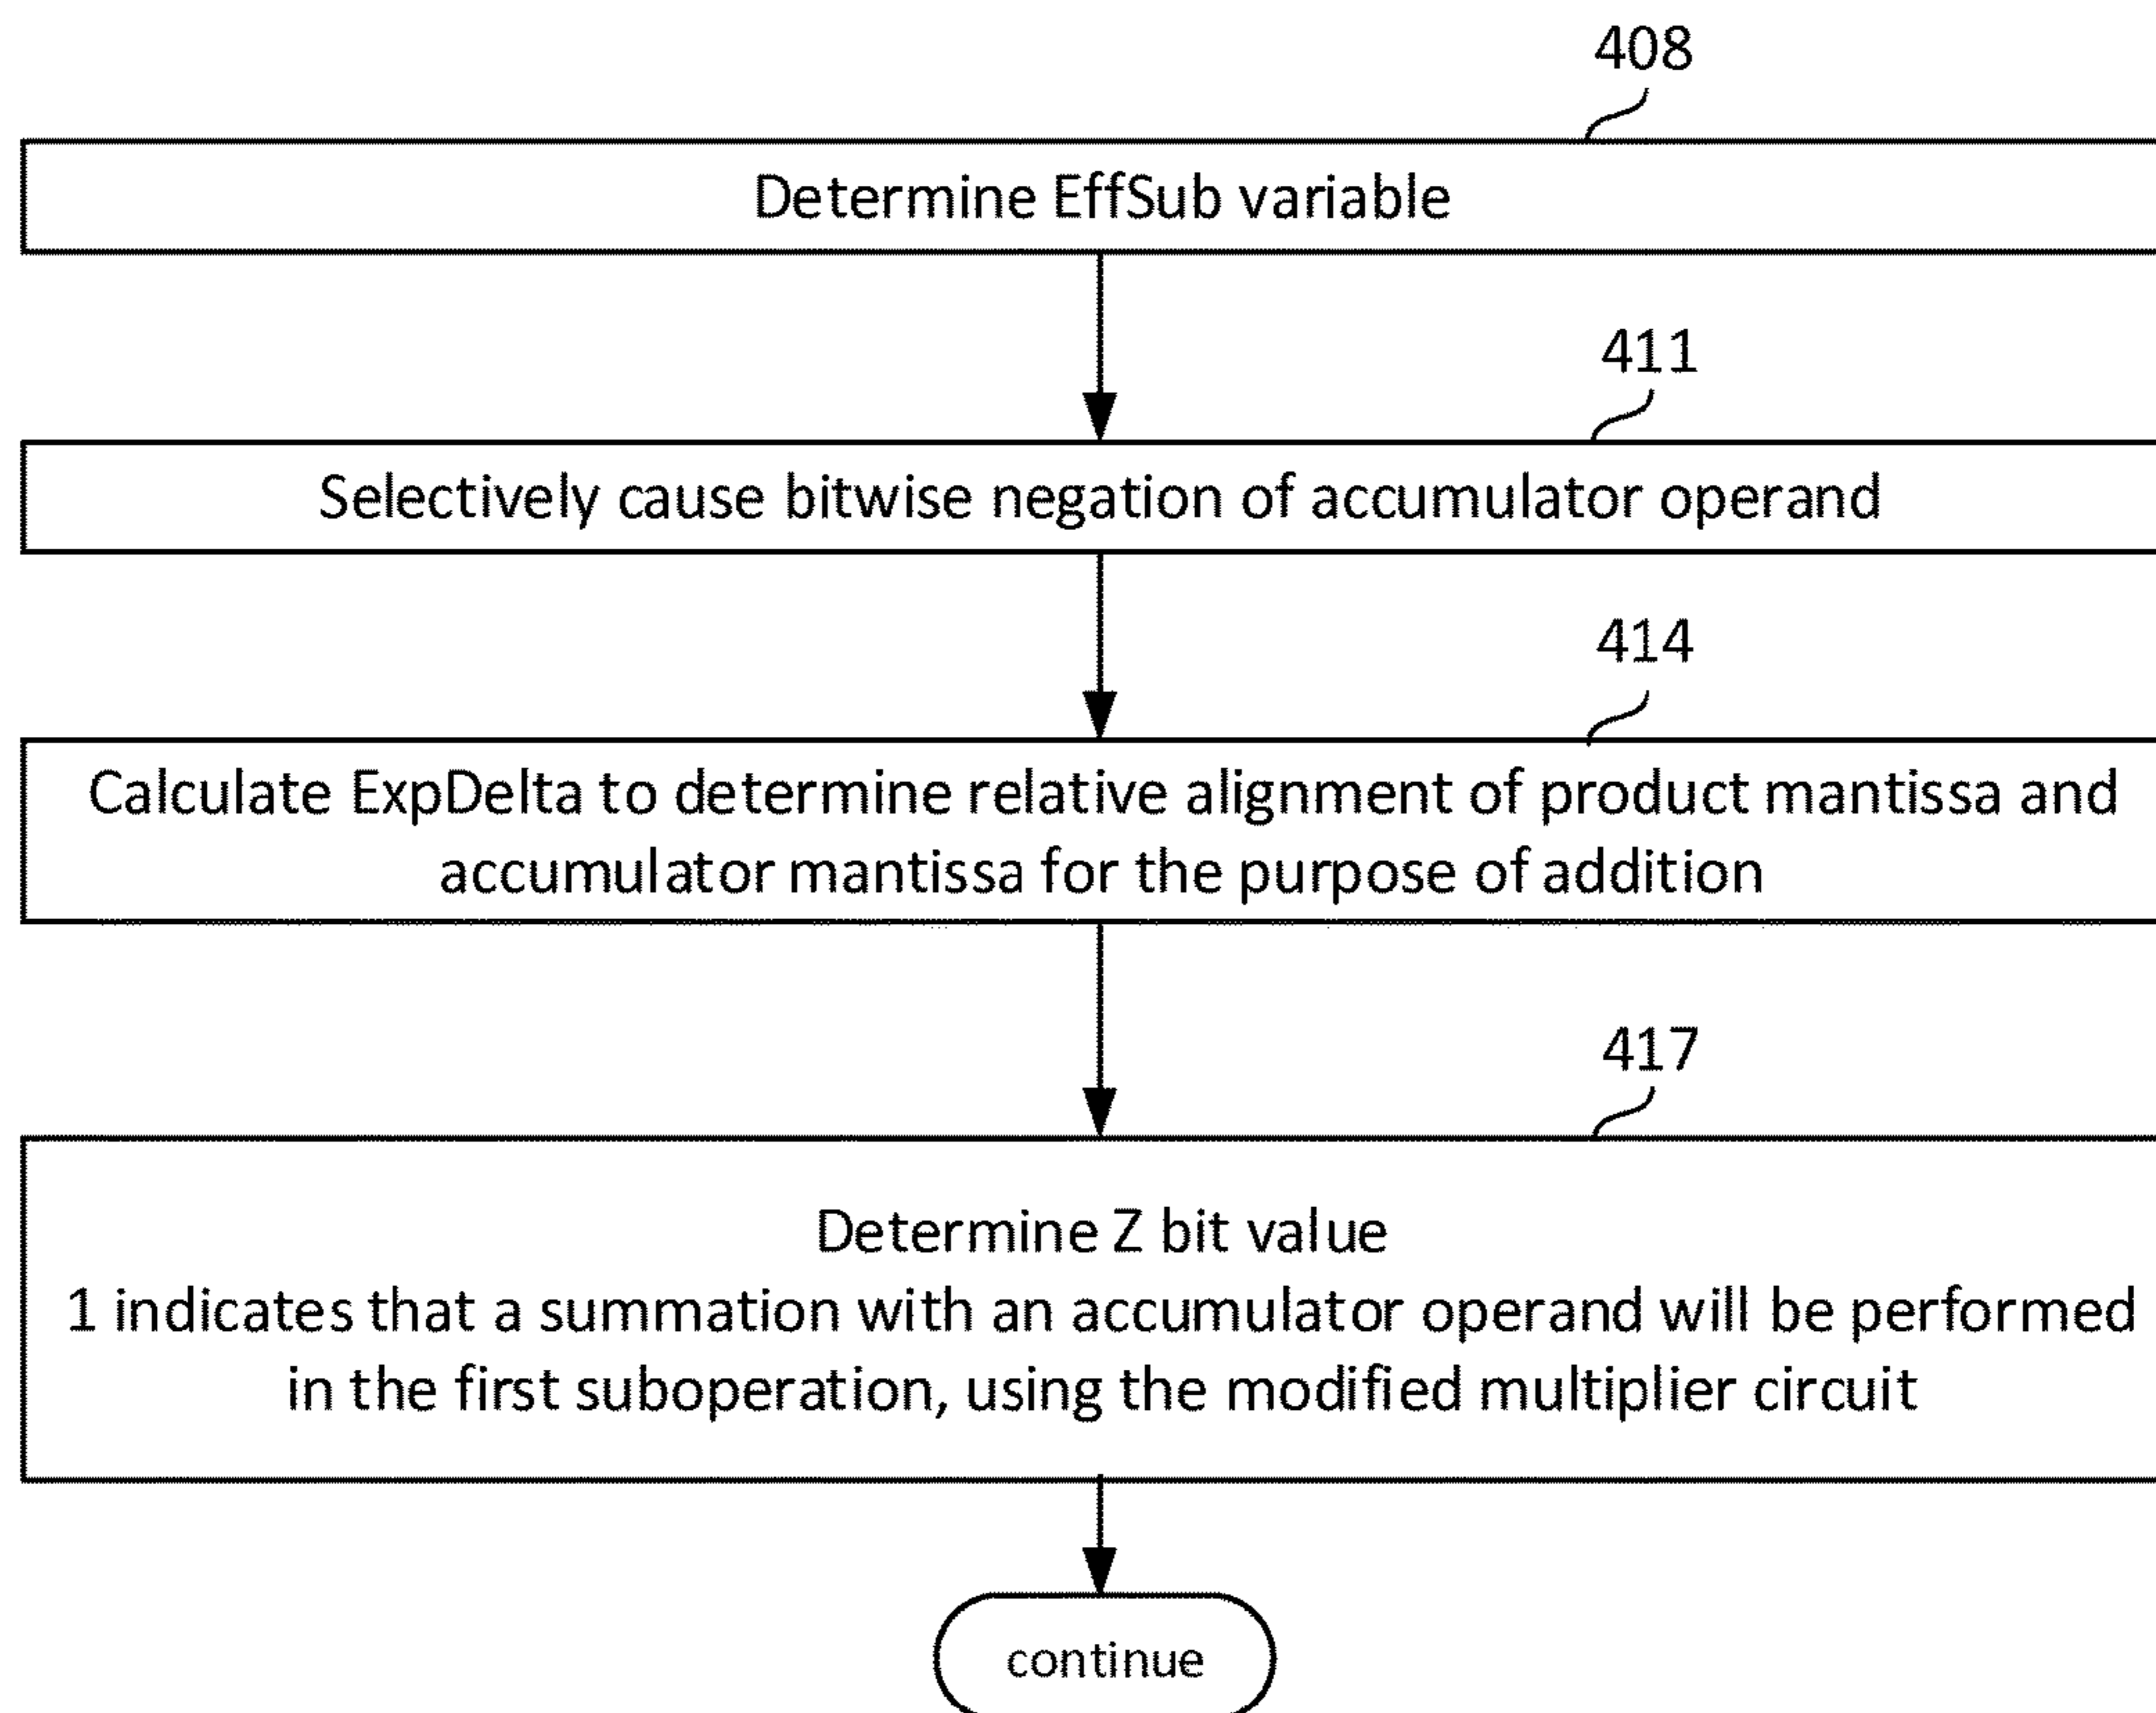 408
Determine EffSub variable
411
Selectively cause bitwise negation of accumulator operand
414
Calculate ExpDelta to determine relative alignment of product mantissa and
accumulator mantissa for the purpose of addition
417
Determine Z bit value
1 indicates that a summation with an accumulator operand will be performed
in the first suboperation, using the modified multiplier circuit
continue